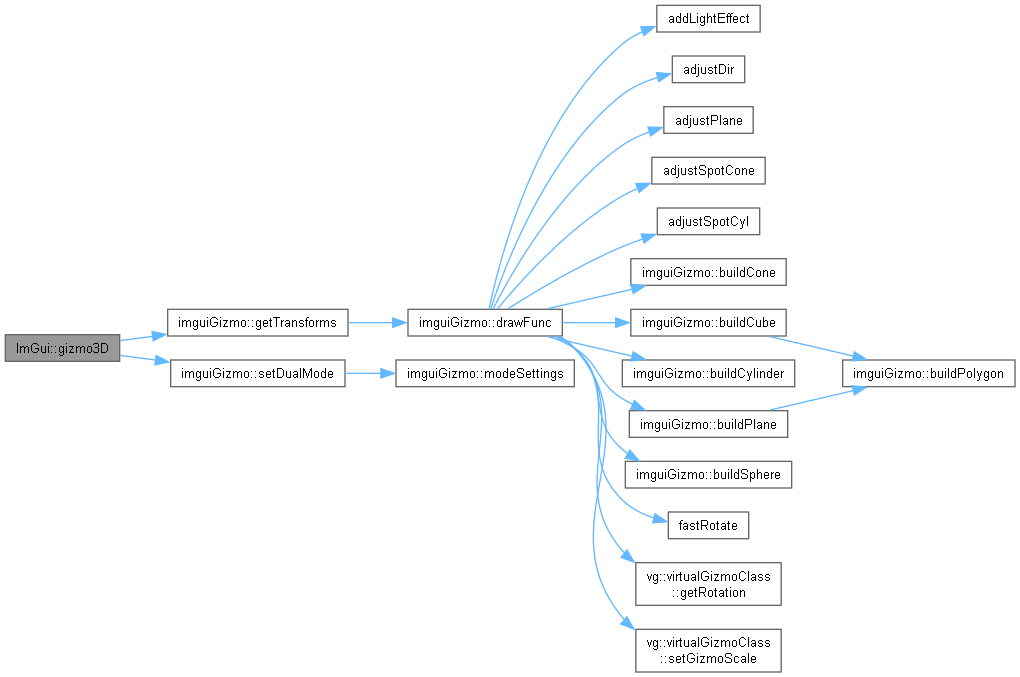 ImGui::gizmo3D
imguiGizmo::getTransforms
imguiGizmo::setDualMode
imguiGizmo::drawFunc
imguiGizmo::modeSettings
addLightEffect
adjustDir
adjustPlane
adjustSpotCone
adjustSpotCyl
imguiGizmo::buildCone
imguiGizmo::buildCube
imguiGizmo::buildCylinder
imguiGizmo::buildPlane
imguiGizmo::buildSphere
fastRotate
vg::virtualGizmoClass
::getRotation
vg::virtualGizmoClass
::setGizmoScale
imguiGizmo::buildPolygon